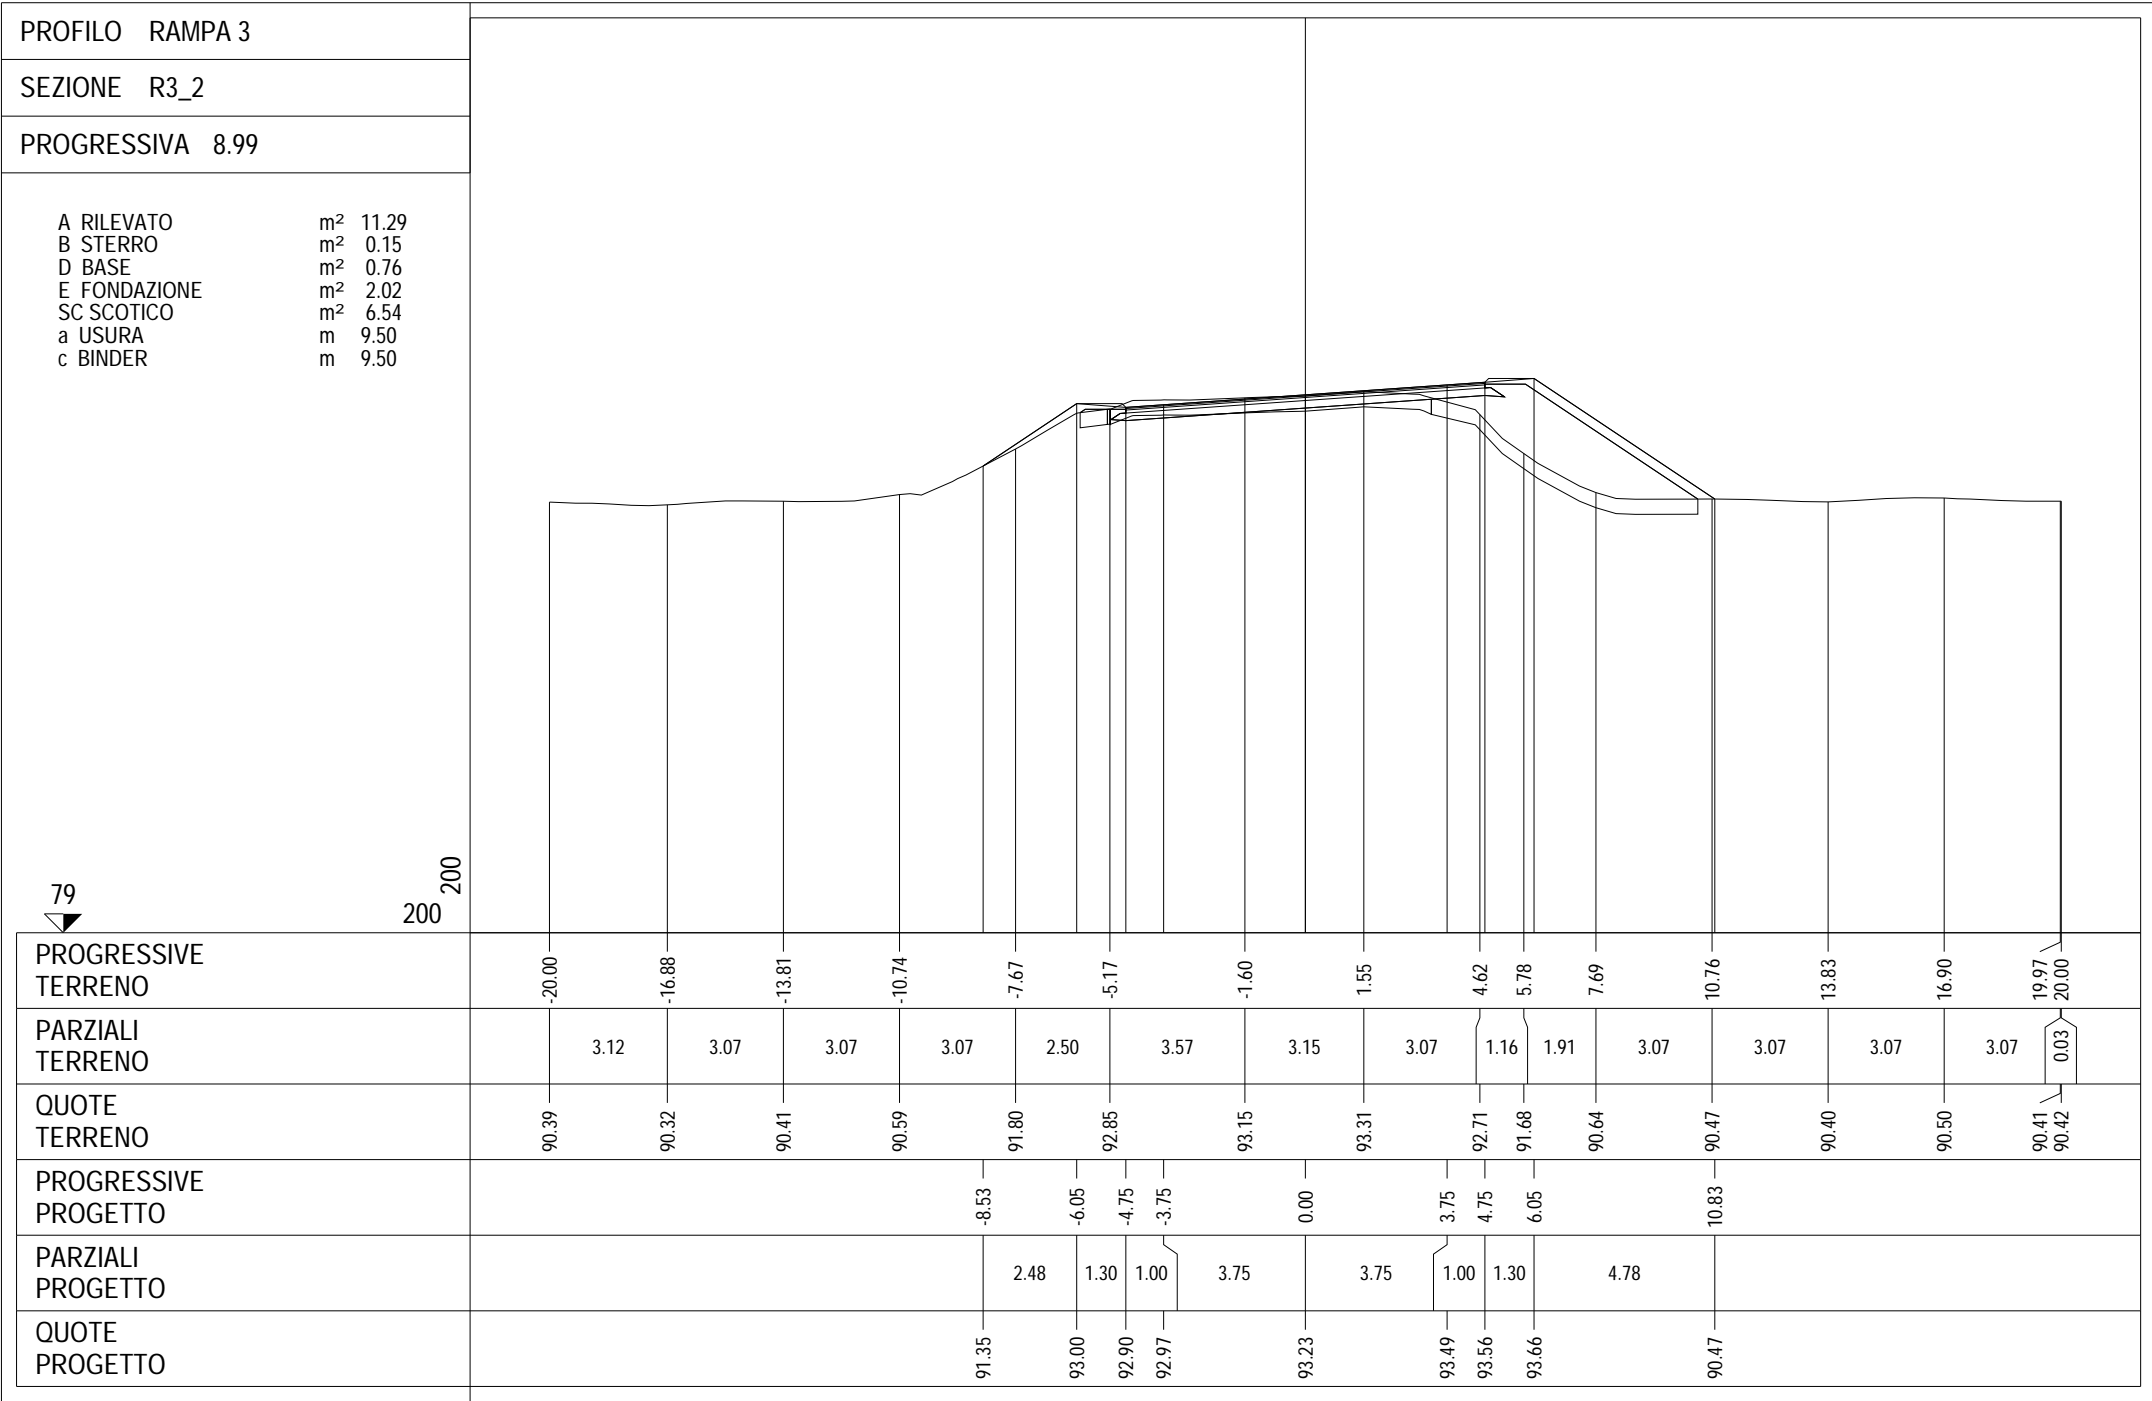 PROFILO RAMPA 3
SEZIONE R3_2
PROGRESSIVA 8.99
A RILEVATO m² 11.29
B STERRO m² 0.15
D BASE m² 0.76
E FONDAZIONE m² 2.02
SC SCOTICO m² 6.54
a USURA m 9.50
c BINDER m 9.50
200
79
200
PROGRESSIVE
TERRENO
-20.00 -16.88 -13.81 -10.74 -7.67 -5.17 -1.60 1.55 4.62 5.78 7.69 10.76 13.83 16.90 19.97 20.00
PARZIALI
TERRENO
3.12 3.07 3.07 3.07 2.50 3.57 3.15 3.07 1.16 1.91 3.07 3.07 3.07 3.07 0.03
QUOTE
TERRENO
90.39 90.32 90.41 90.59 91.80 92.85 93.15 93.31 92.71 91.68 90.64 90.47 90.40 90.50 90.41 90.42
PROGRESSIVE
PROGETTO
-8.53 -6.05 -4.75 -3.75 0.00 3.75 4.75 6.05 10.83
PARZIALI
PROGETTO
2.48 1.30 1.00 3.75 3.75 1.00 1.30 4.78
QUOTE
PROGETTO
91.35 93.00 92.90 92.97 93.23 93.49 93.56 93.66 90.47